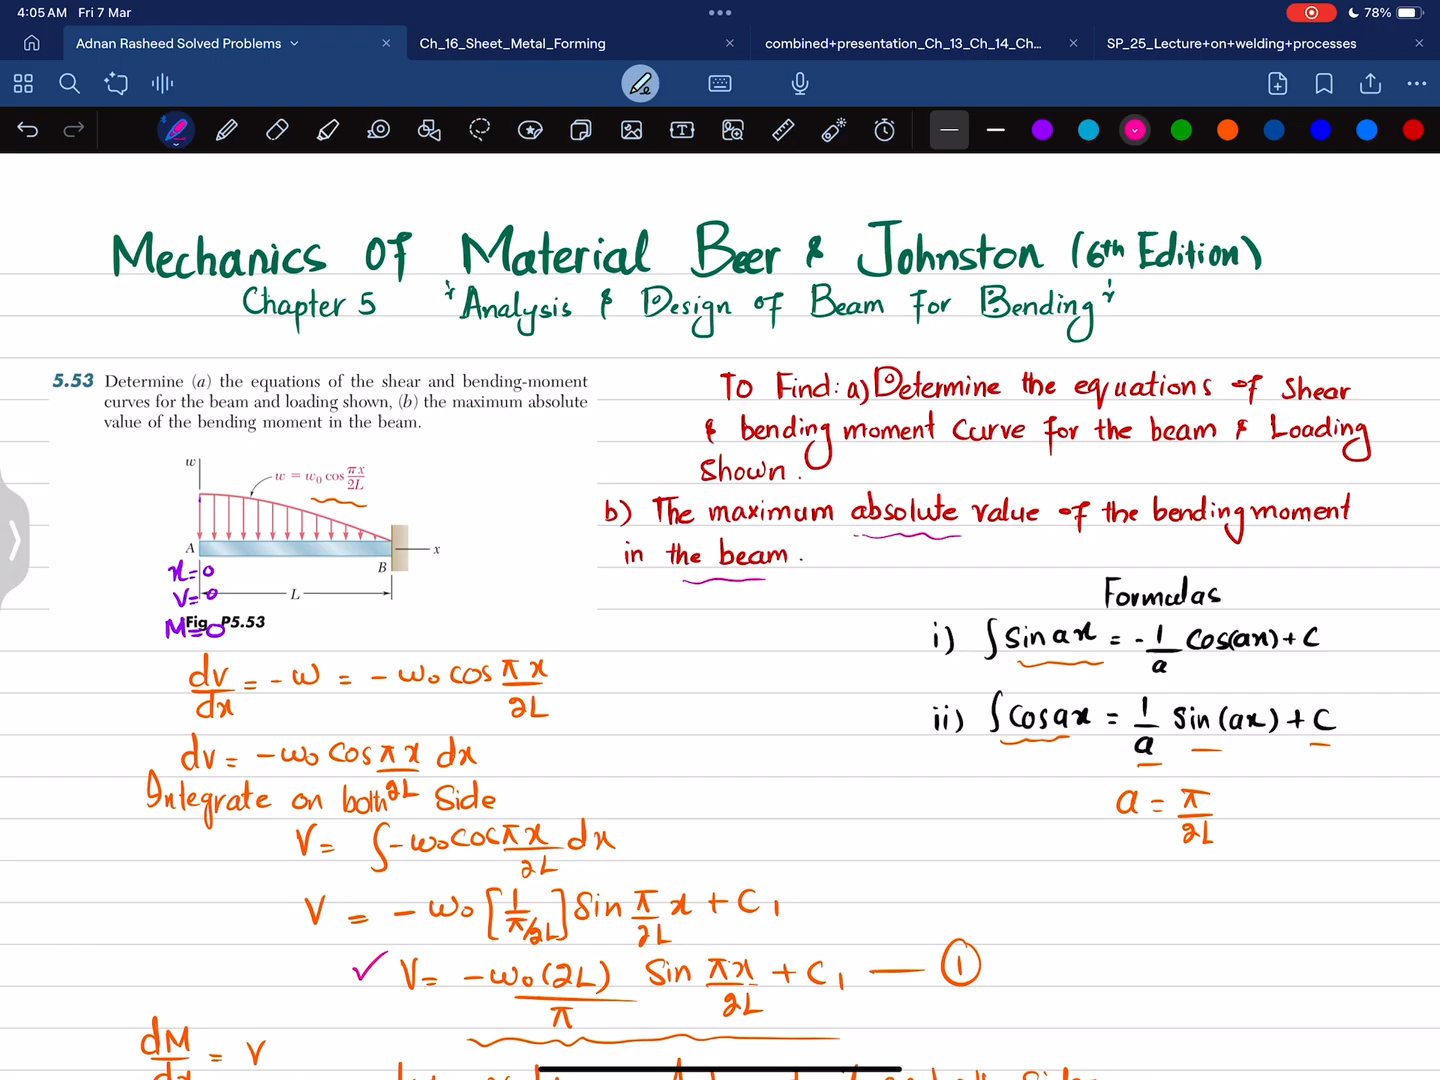 4:05 AM Fri 7 Mar
78%
Adnan Rasheed Solved Problems
Ch_16_Sheet_Metal_Forming
combined+presentation_Ch_13_Ch_14_Ch...
SP_25_Lecture+on+welding+processes
Mechanics Of Material Beer & Johnston (6th Edition)
Chapter 5 "Analysis & Design of Beam For Bending"
5.53 Determine (a) the equations of the shear and bending-moment
curves for the beam and loading shown, (b) the maximum absolute
value of the bending moment in the beam.
w
w = w₀ cos πx/2L
A
B
x
L
x=0
V=0
M=0
Fig. P5.53
To Find: a) Determine the equations of Shear
& bending moment Curve for the beam & Loading
Shown.
b) The maximum absolute value of the bending moment
in the beam.
Formulas
i) ∫ Sin ax = -1/a Cos(ax) + C
ii) ∫ Cos ax = 1/a Sin(ax) + C
a = π/2L
dv/dx = -w = -w₀ cos πx/2L
dv = -w₀ Cos πx/2L dx
Integrate on both Side
V = ∫ -w₀ cos πx/2L dx
V = -w₀ [1/π/2L] Sin π/2L x + C₁
✓ V = -w₀(2L)/π Sin πx/2L + C₁ — ①
dM/dx = V